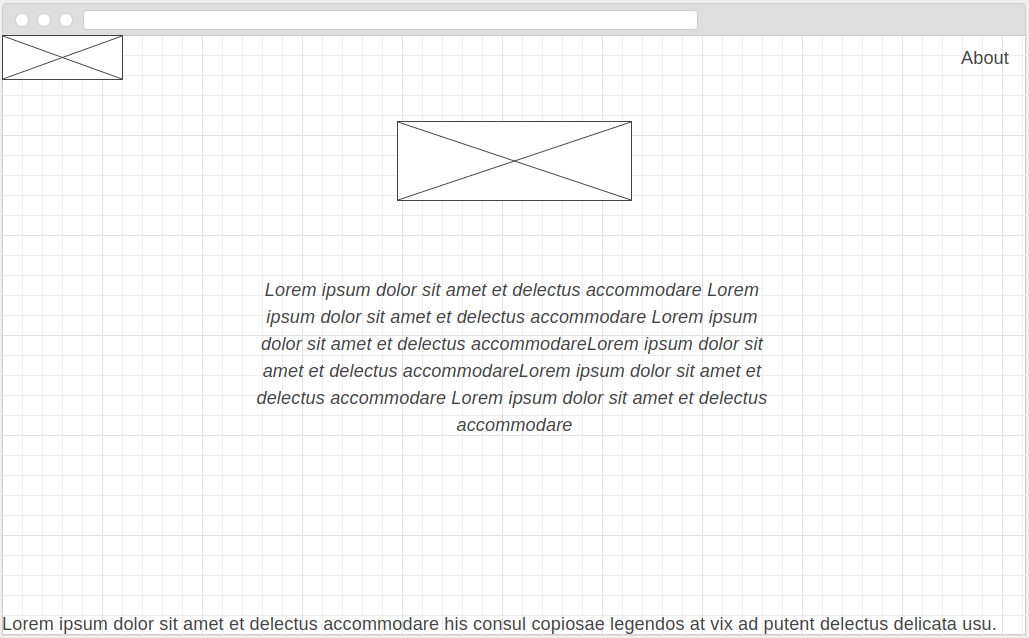 About
Lorem ipsum dolor sit amet et delectus accommodare Lorem
ipsum dolor sit amet et delectus accommodare Lorem ipsum
dolor sit amet et delectus accommodareLorem ipsum dolor sit
amet et delectus accommodareLorem ipsum dolor sit amet et
delectus accommodare Lorem ipsum dolor sit amet et delectus
accommodare
Lorem ipsum dolor sit amet et delectus accommodare his consul copiosae legendos at vix ad putent delectus delicata usu.